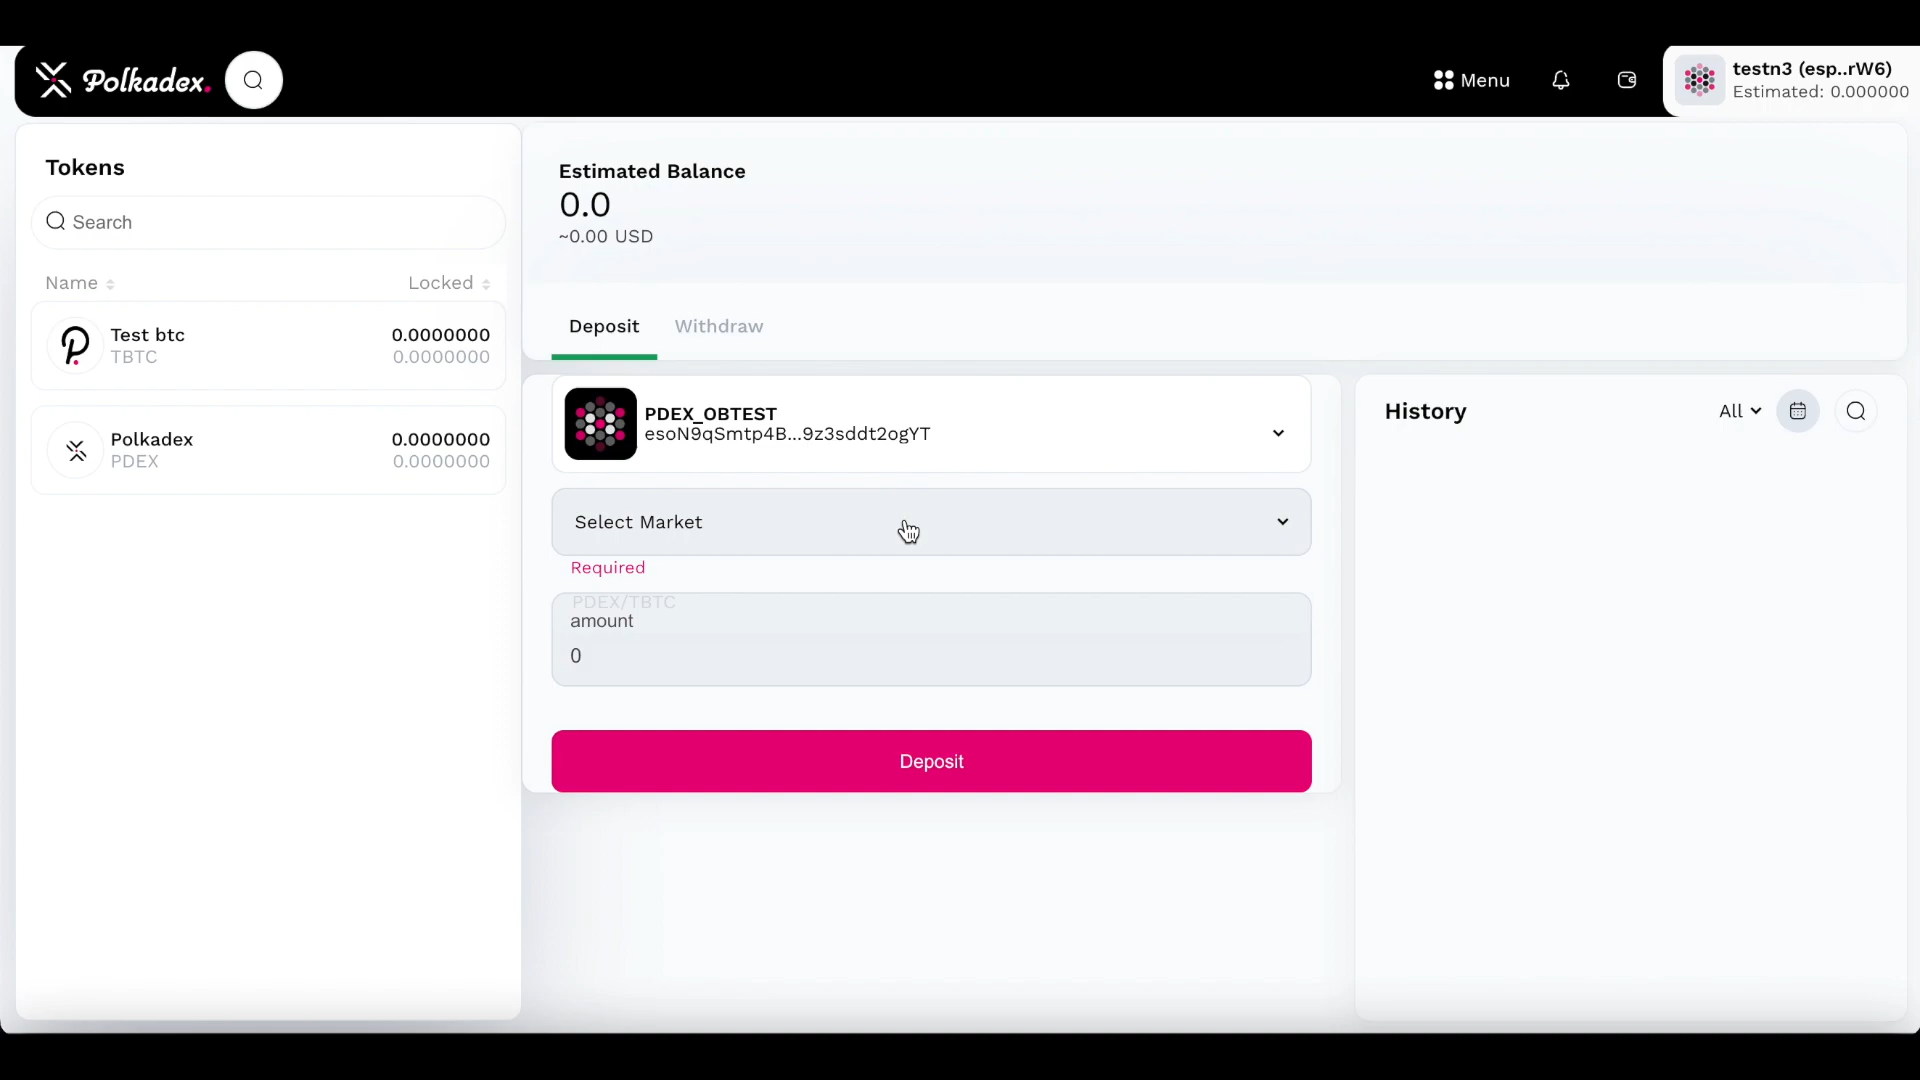 Polkadex.
Menu
testn3 (esp..rW6)
Estimated: 0.000000
Tokens
Search
Name
Locked
Test btc
0.0000000
TBTC
0.0000000
Polkadex
0.0000000
PDEX
0.0000000
Estimated Balance
0.0
~0.00 USD
Deposit
Withdraw
PDEX_OBTEST
esoN9qSmtp4B...9z3sddt2ogYT
Select Market
Required
PDEX/TBTC
amount
0
Deposit
History
All